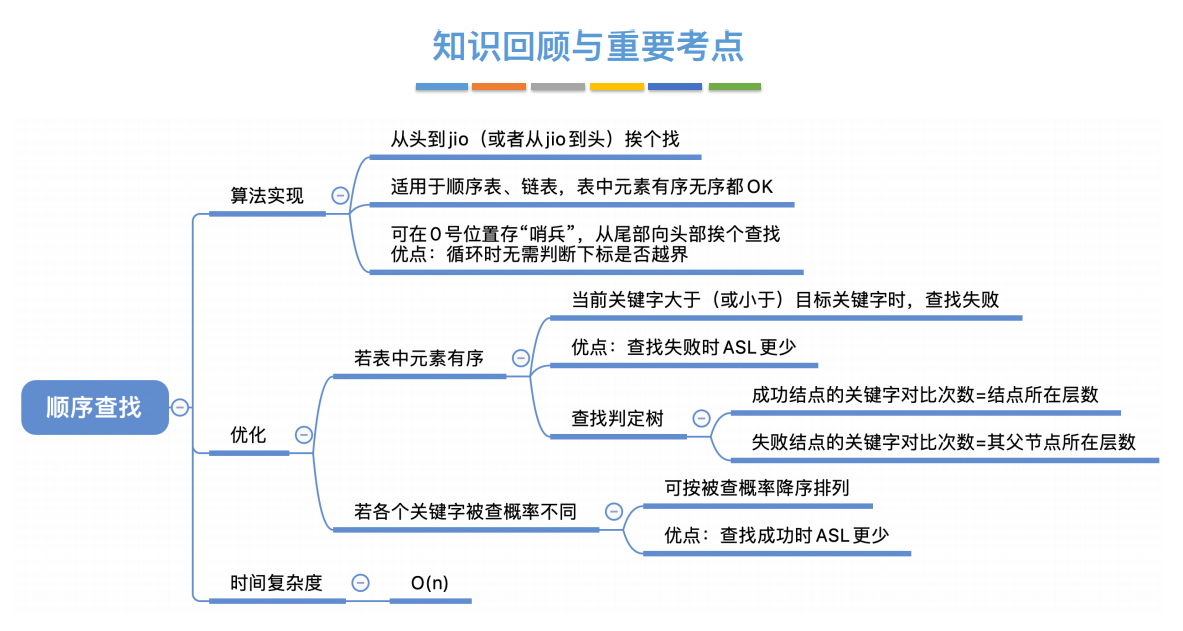 知识回顾与重要考点
从头到jio（或者从jio到头）挨个找
算法实现
适用于顺序表、链表，表中元素有序无序都OK
可在0号位置存“哨兵”，从尾部向头部挨个查找
优点：循环时无需判断下标是否越界
当前关键字大于（或小于）目标关键字时，查找失败
若表中元素有序
优点：查找失败时ASL更少
查找判定树
成功结点的关键字对比次数=结点所在层数
失败结点的关键字对比次数=其父节点所在层数
顺序查找
优化
若各个关键字被查概率不同
可按被查概率降序排列
优点：查找成功时ASL更少
时间复杂度
O(n)